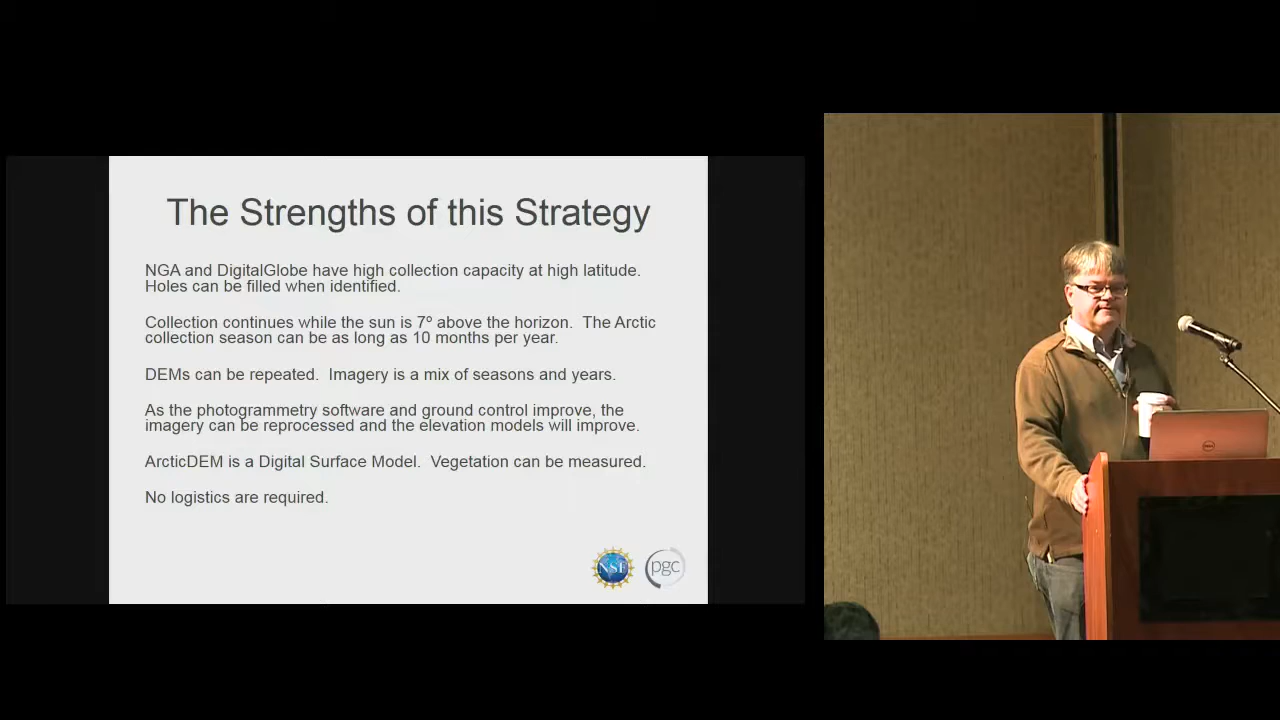 The Strengths of this Strategy
NGA and DigitalGlobe have high collection capacity at high latitude.
Holes can be filled when identified.
Collection continues while the sun is 7º above the horizon. The Arctic
collection season can be as long as 10 months per year.
DEMs can be repeated. Imagery is a mix of seasons and years.
As the photogrammetry software and ground control improve, the
imagery can be reprocessed and the elevation models will improve.
ArcticDEM is a Digital Surface Model. Vegetation can be measured.
No logistics are required.
NSF
pgc
DELL